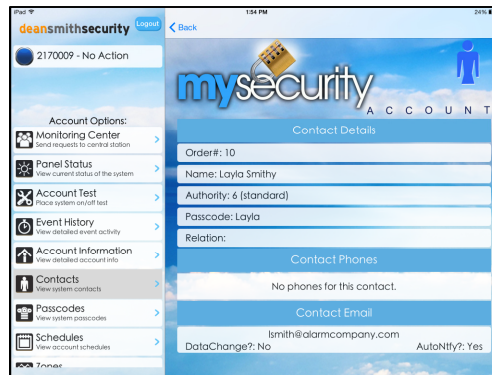 iPad
1:54 PM
24%
deansmithsecurity
Logout
Back
2170009 - No Action
Account Options:
Monitoring Center
Send requests to central station
Panel Status
View current status of the system
Account Test
Place system on/off test
Event History
View detailed event activity
Account Information
View detailed account info
Contacts
View system contacts
Passcodes
View system passcodes
Schedules
View account schedules
Zones
mysecurity
ACCOUNT
Contact Details
Order#: 10
Name: Layla Smithy
Authority: 6 (standard)
Passcode: Layla
Relation:
Contact Phones
No phones for this contact.
Contact Email
lsmith@alarmcompany.com
DataChange?: No AutoNtfy?: Yes